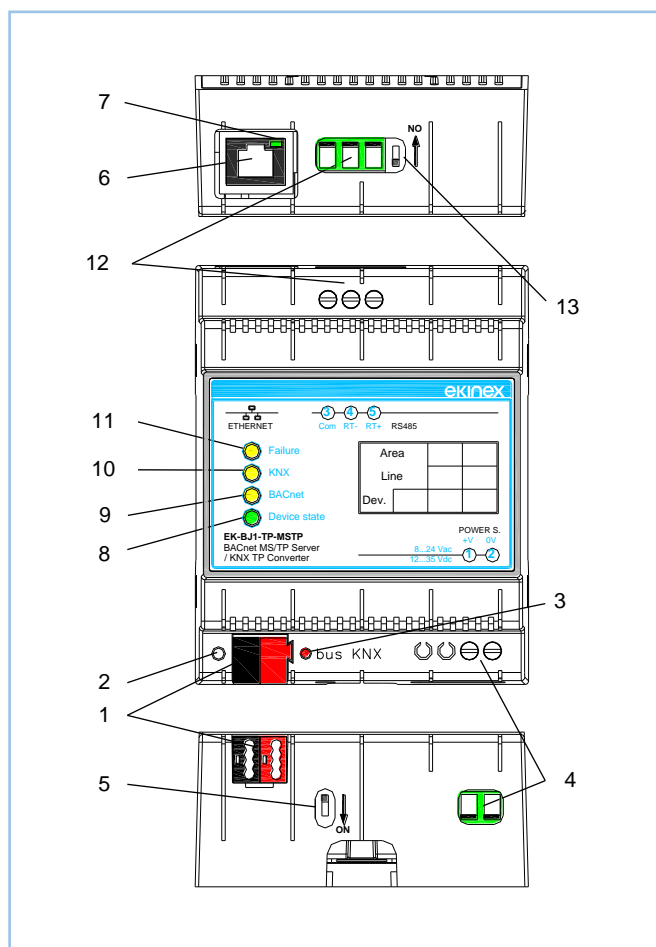 7
NO
6
12
13
ekinex
3 4 5
ETHERNET Com RT- RT+ RS485
11 Failure Area
10 KNX Line
9 BACnet Dev.
8 Device state
EK-BJ1-TP-MSTP POWER S.
BACnet MS/TP Server +V 0V
/ KNX TP Converter 8...24 Vac 1 2
12...35 Vdc
3
2 bus KNX
1
5 4
ON